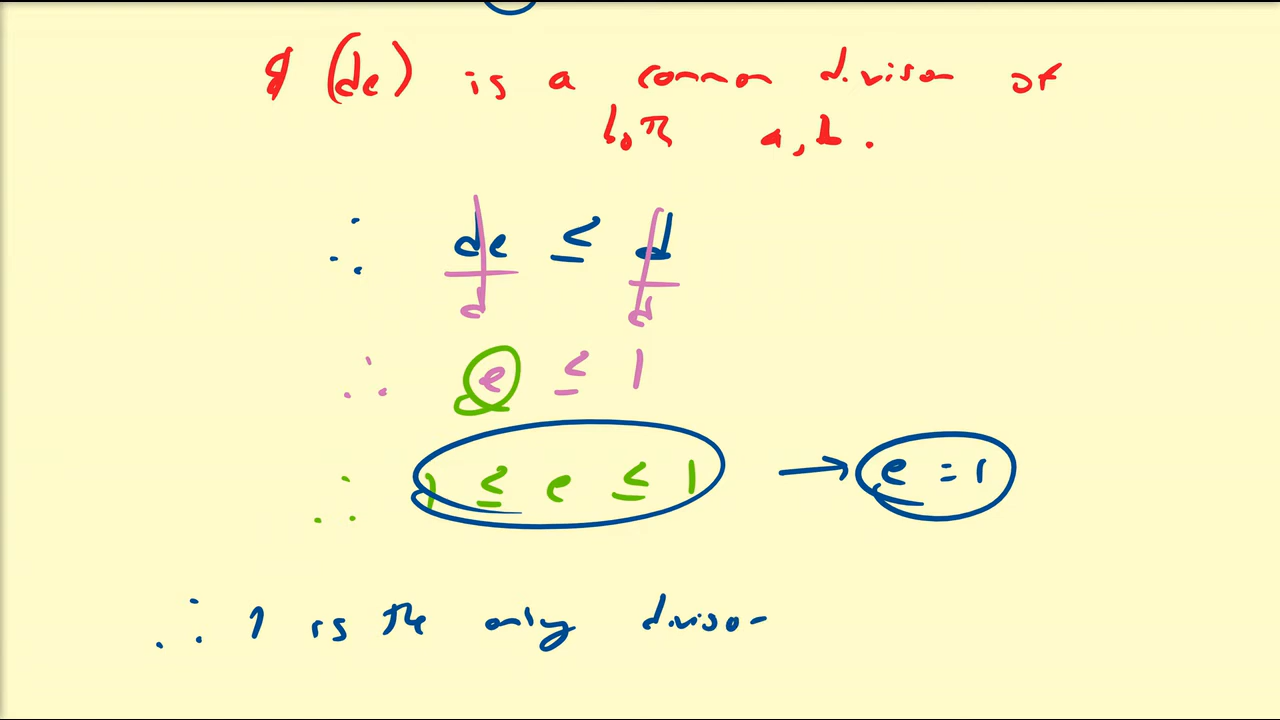 (de) is a common divisor of
both a, b.
∴ de/d ≤ d/d
∴ e ≤ 1
∴ 1 ≤ e ≤ 1 → e = 1
∴ 1 is the only divisor